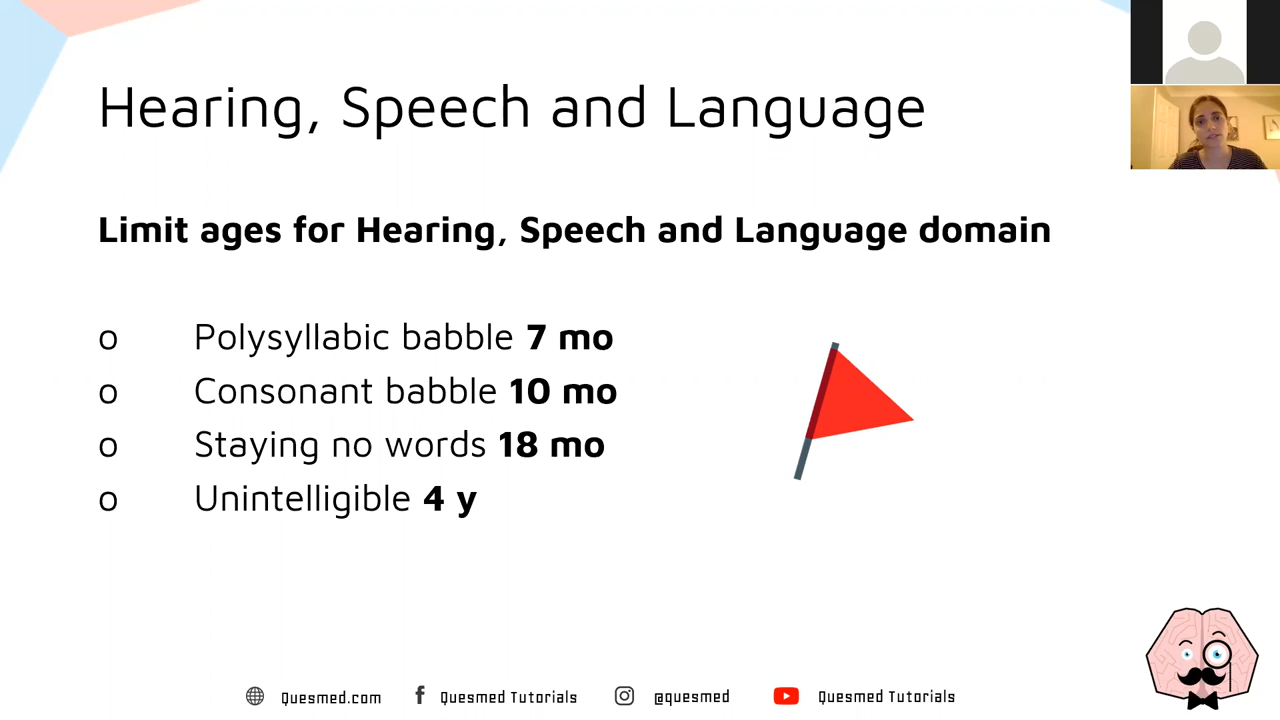 Hearing, Speech and Language
Limit ages for Hearing, Speech and Language domain
o Polysyllabic babble 7 mo
o Consonant babble 10 mo
o Staying no words 18 mo
o Unintelligible 4 y
Quesmed.com Quesmed Tutorials @quesmed Quesmed Tutorials